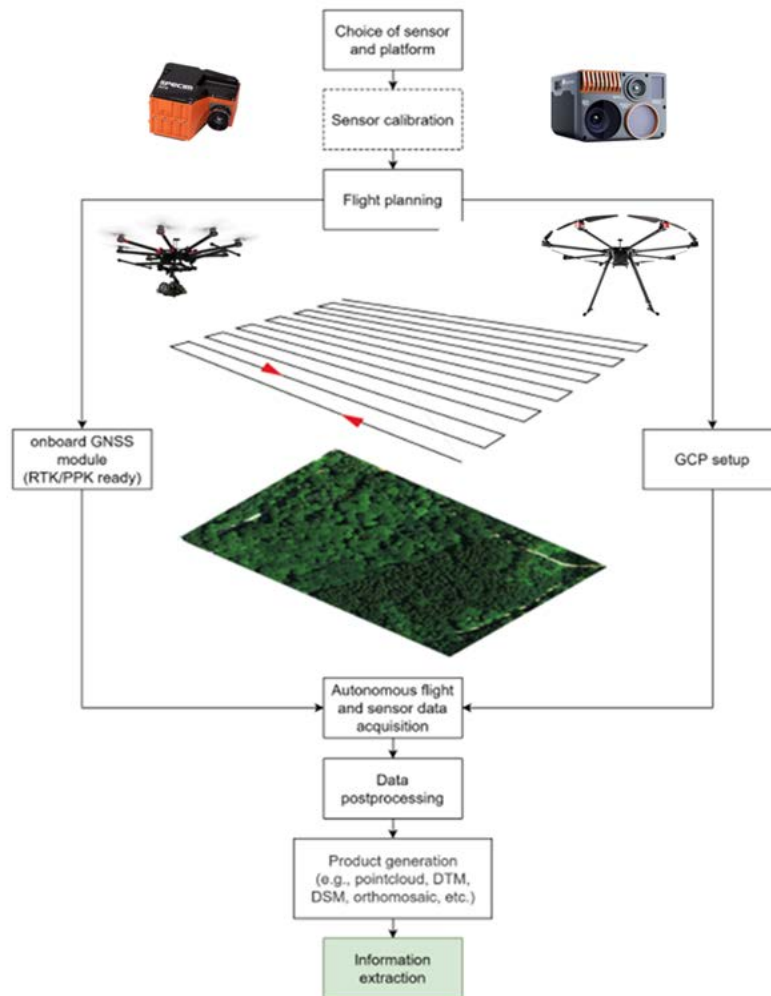 Choice of sensor
and platform
SPECIM
Sensor calibration
Flight planning
onboard GNSS
module
(RTK/PPK ready)
GCP setup
Autonomous flight
and sensor data
acquisition
Data
postprocessing
Product generation
(e.g., pointcloud, DTM,
DSM, orthomosaic, etc.)
Information
extraction